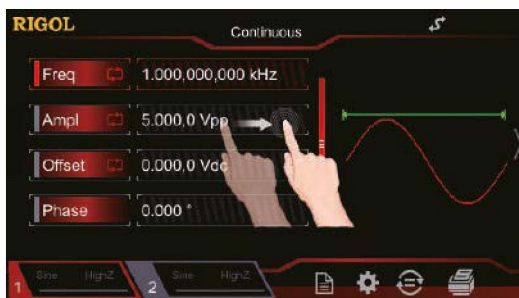 RIGOL
Continuous
Freq 1.000,000,000 kHz
Ampl 5.000,0 Vpp
Offset 0.000,0 Vdc
Phase 0.000 °
1 Sine HighZ
2 Sine HighZ